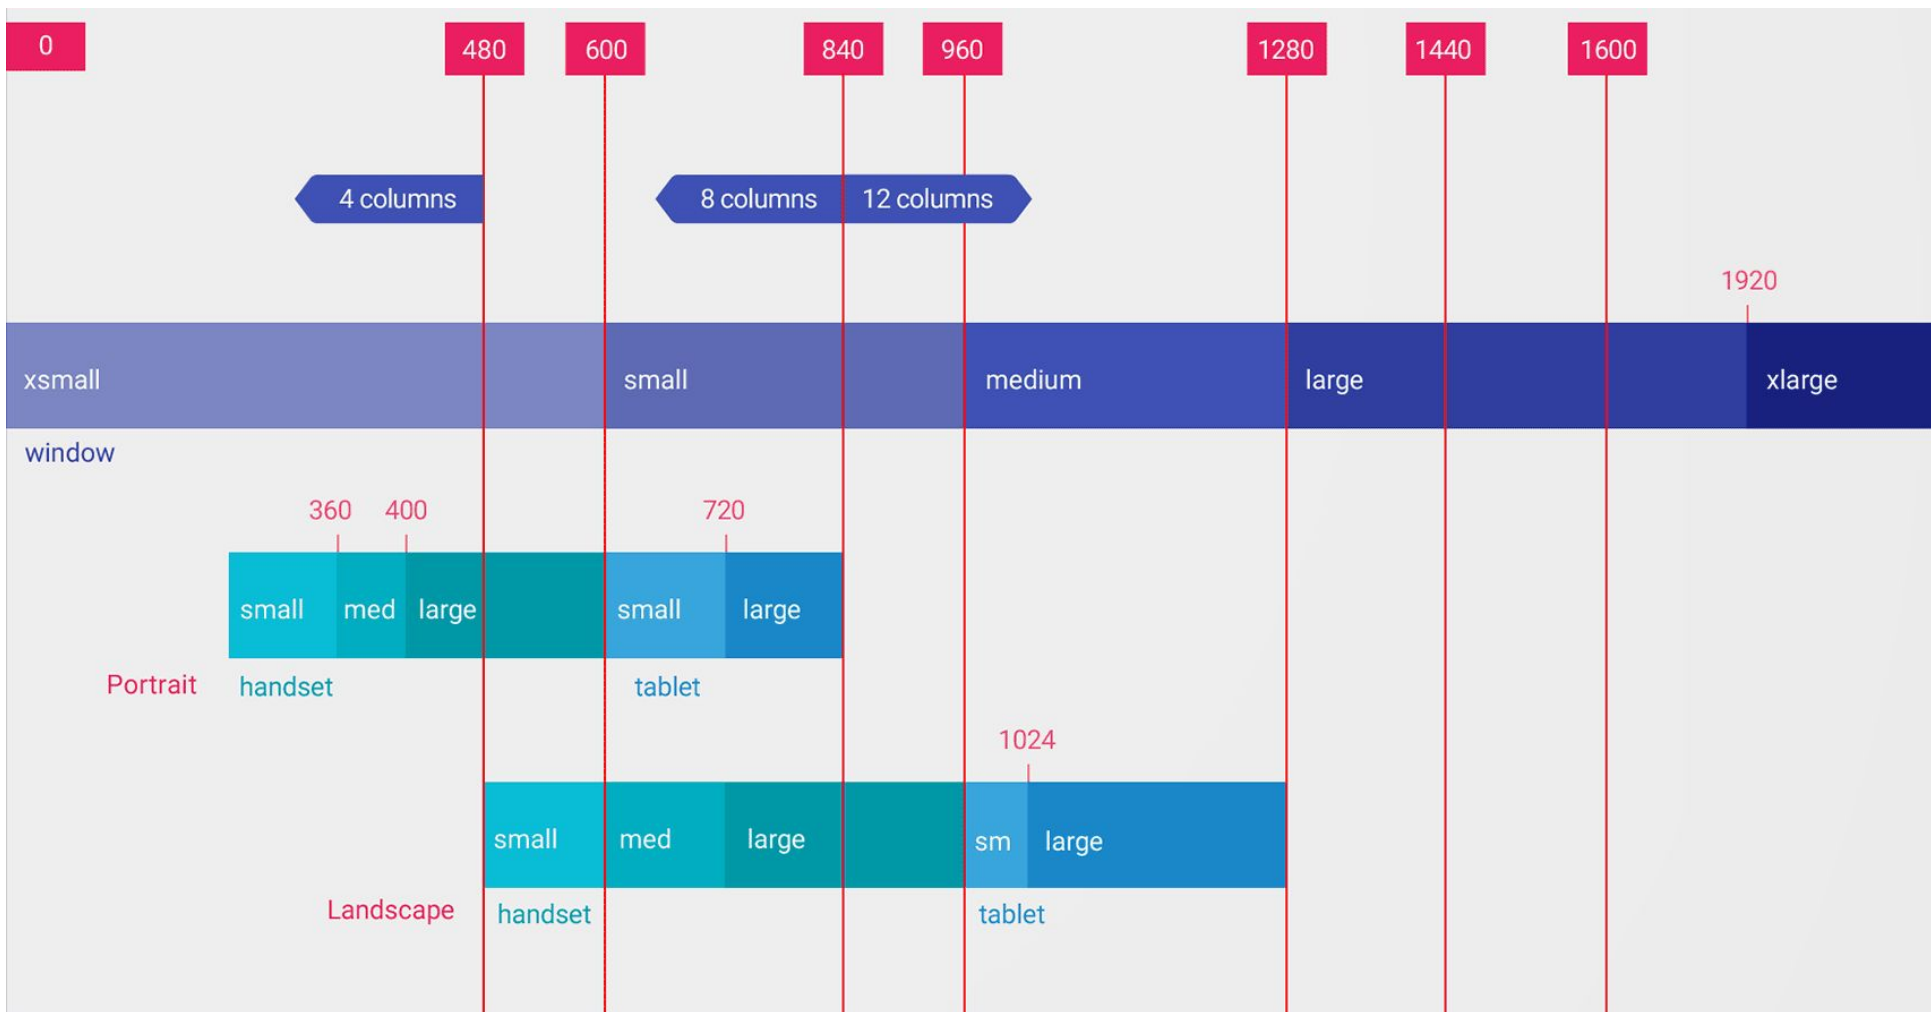 0 480 600 840 960 1280 1440 1600
4 columns 8 columns 12 columns
1920
xsmall small medium large xlarge
window
360 400 720
small med large small large
Portrait handset tablet
1024
small med large sm large
Landscape handset tablet